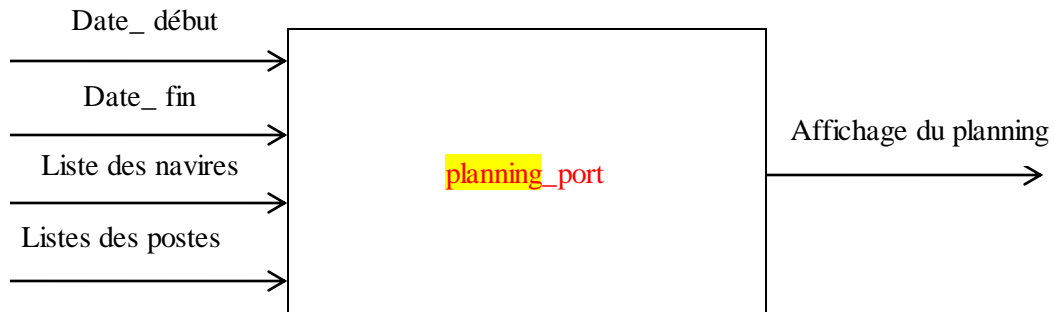 Date_ début
Date_ fin
Liste des navires
Listes des postes
planning_port
Affichage du planning